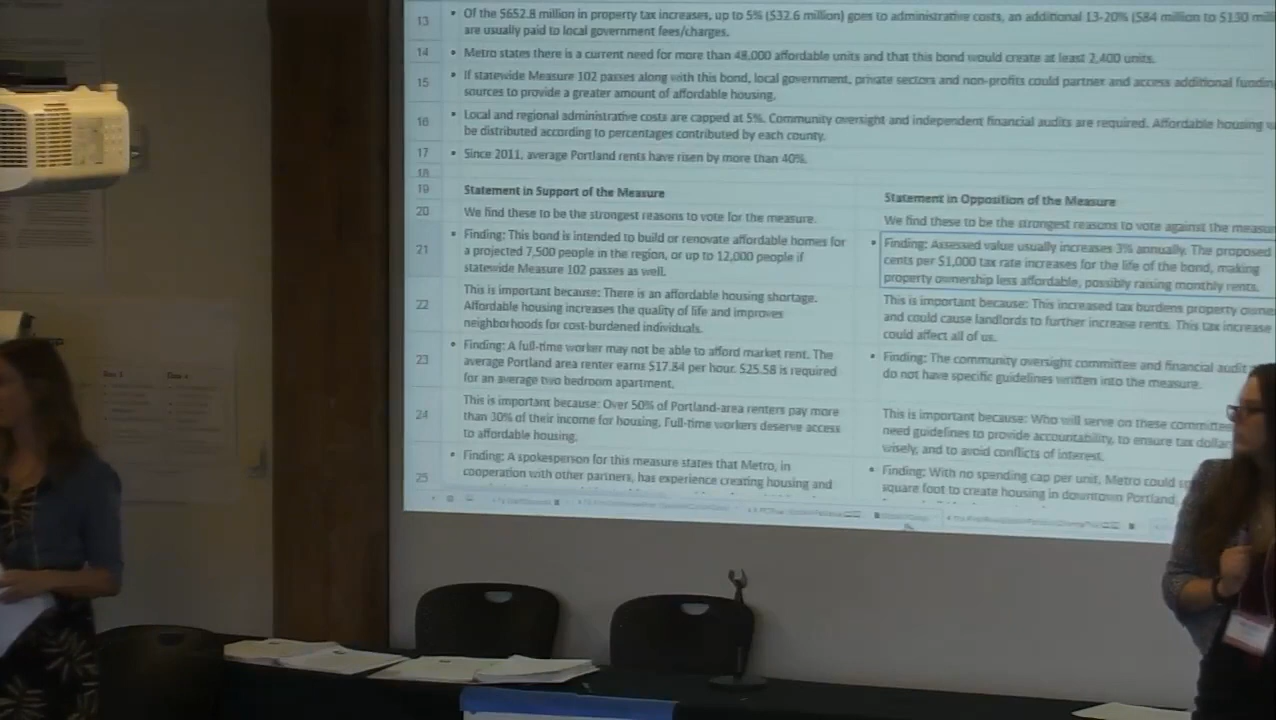 13 • Of the $652.8 million in property tax increases, up to 5% ($32.6 million) goes to administrative costs, an additional 13-20% ($84 million to $130
are usually paid to local government fees/charges.
14 • Metro states there is a current need for more than 48,000 affordable units and that this bond would create at least 2,400 units.
15 • If statewide Measure 102 passes along with this bond, local government, private sectors and non-profits could partner and access additional
sources to provide a greater amount of affordable housing.
16 • Local and regional administrative costs are capped at 5%. Community oversight and independent financial audits are required. Affordable housing
be distributed according to percentages contributed by each county.
17 • Since 2011, average Portland rents have risen by more than 40%.
18
19 Statement in Support of the Measure
20 We find these to be the strongest reasons to vote for the measure.
21 • Finding: This bond is intended to build or renovate affordable homes for
a projected 7,500 people in the region, or up to 12,000 people if
statewide Measure 102 passes as well.
22 This is important because: There is an affordable housing shortage.
Affordable housing increases the quality of life and improves
neighborhoods for cost-burdened individuals.
23 • Finding: A full-time worker may not be able to afford market rent. The
average Portland area renter earns $17.84 per hour. $25.58 is required
for an average two bedroom apartment.
24 This is important because: Over 50% of Portland-area renters pay more
than 30% of their income for housing. Full-time workers deserve access
to affordable housing.
25 • Finding: A spokesperson for this measure states that Metro, in
cooperation with other partners, has experience creating housing and
Statement in Opposition of the Measure
We find these to be the strongest reasons to vote against the
• Finding: Assessed value usually increases 3% annually. The proposed
cents per $1,000 tax rate increases for the life of the bond, making
property ownership less affordable, possibly raising monthly rents.
This is important because: This increased tax burdens property
and could cause landlords to further increase rents. This tax increase
could affect all of us.
• Finding: The community oversight committee and financial audit
do not have specific guidelines written into the measure.
This is important because: Who will serve on these
need guidelines to provide accountability, to ensure tax
wisely, and to avoid conflicts of interest.
• Finding: With no spending cap per unit, Metro could
square foot to create housing in downtown Portland,